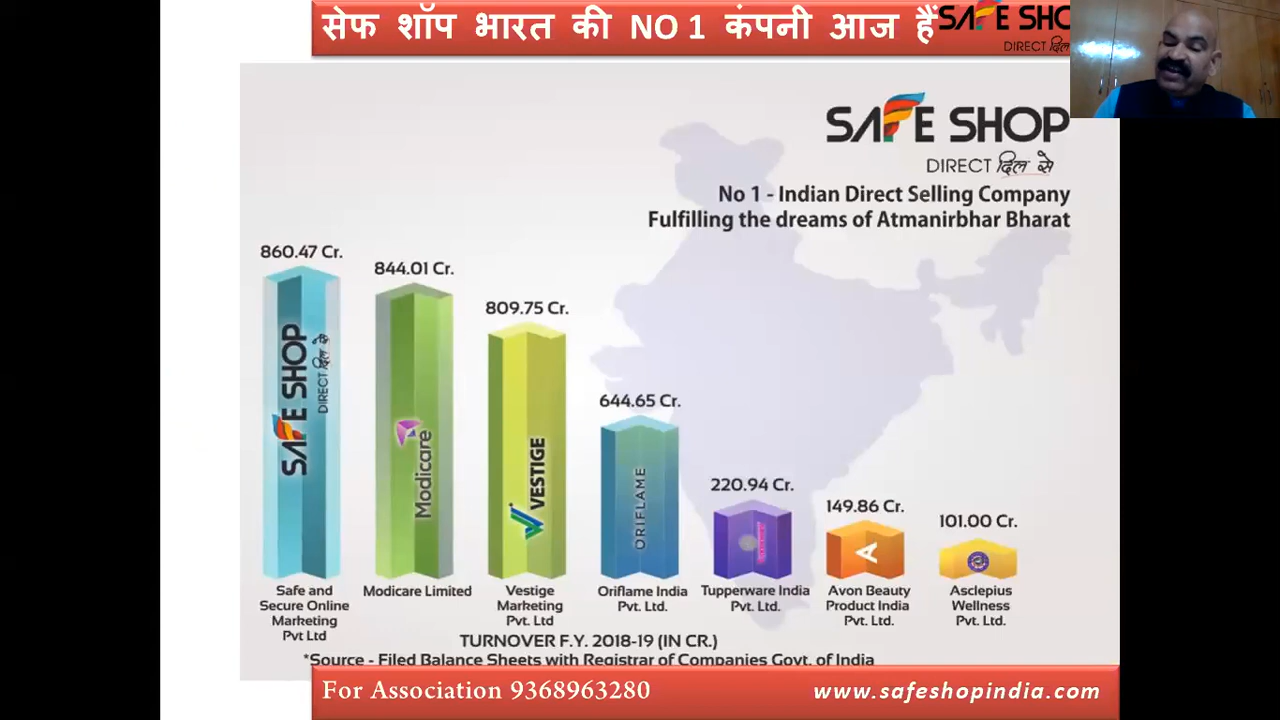 सेफ शॉप भारत की NO 1 कंपनी आज हैं
SAFE SHO
DIRECT दिल
SAFE SHOP
DIRECT दिल से
No 1 - Indian Direct Selling Company
Fulfilling the dreams of Atmanirbhar Bharat
860.47 Cr.
844.01 Cr.
809.75 Cr.
644.65 Cr.
220.94 Cr.
149.86 Cr.
101.00 Cr.
SAFE SHOP
DIRECT दिल से
Modicare
VESTIGE
ORIFLAME
A
Safe and
Secure Online
Marketing
Pvt Ltd
Modicare Limited
Vestige
Marketing
Pvt. Ltd
Oriflame India
Pvt. Ltd.
Tupperware India
Pvt. Ltd.
Avon Beauty
Product India
Pvt. Ltd.
Asclepius
Wellness
Pvt. Ltd.
TURNOVER F.Y. 2018-19 (IN CR.)
*Source - Filed Balance Sheets with Registrar of Companies Govt. of India
For Association 9368963280
www.safeshopindia.com